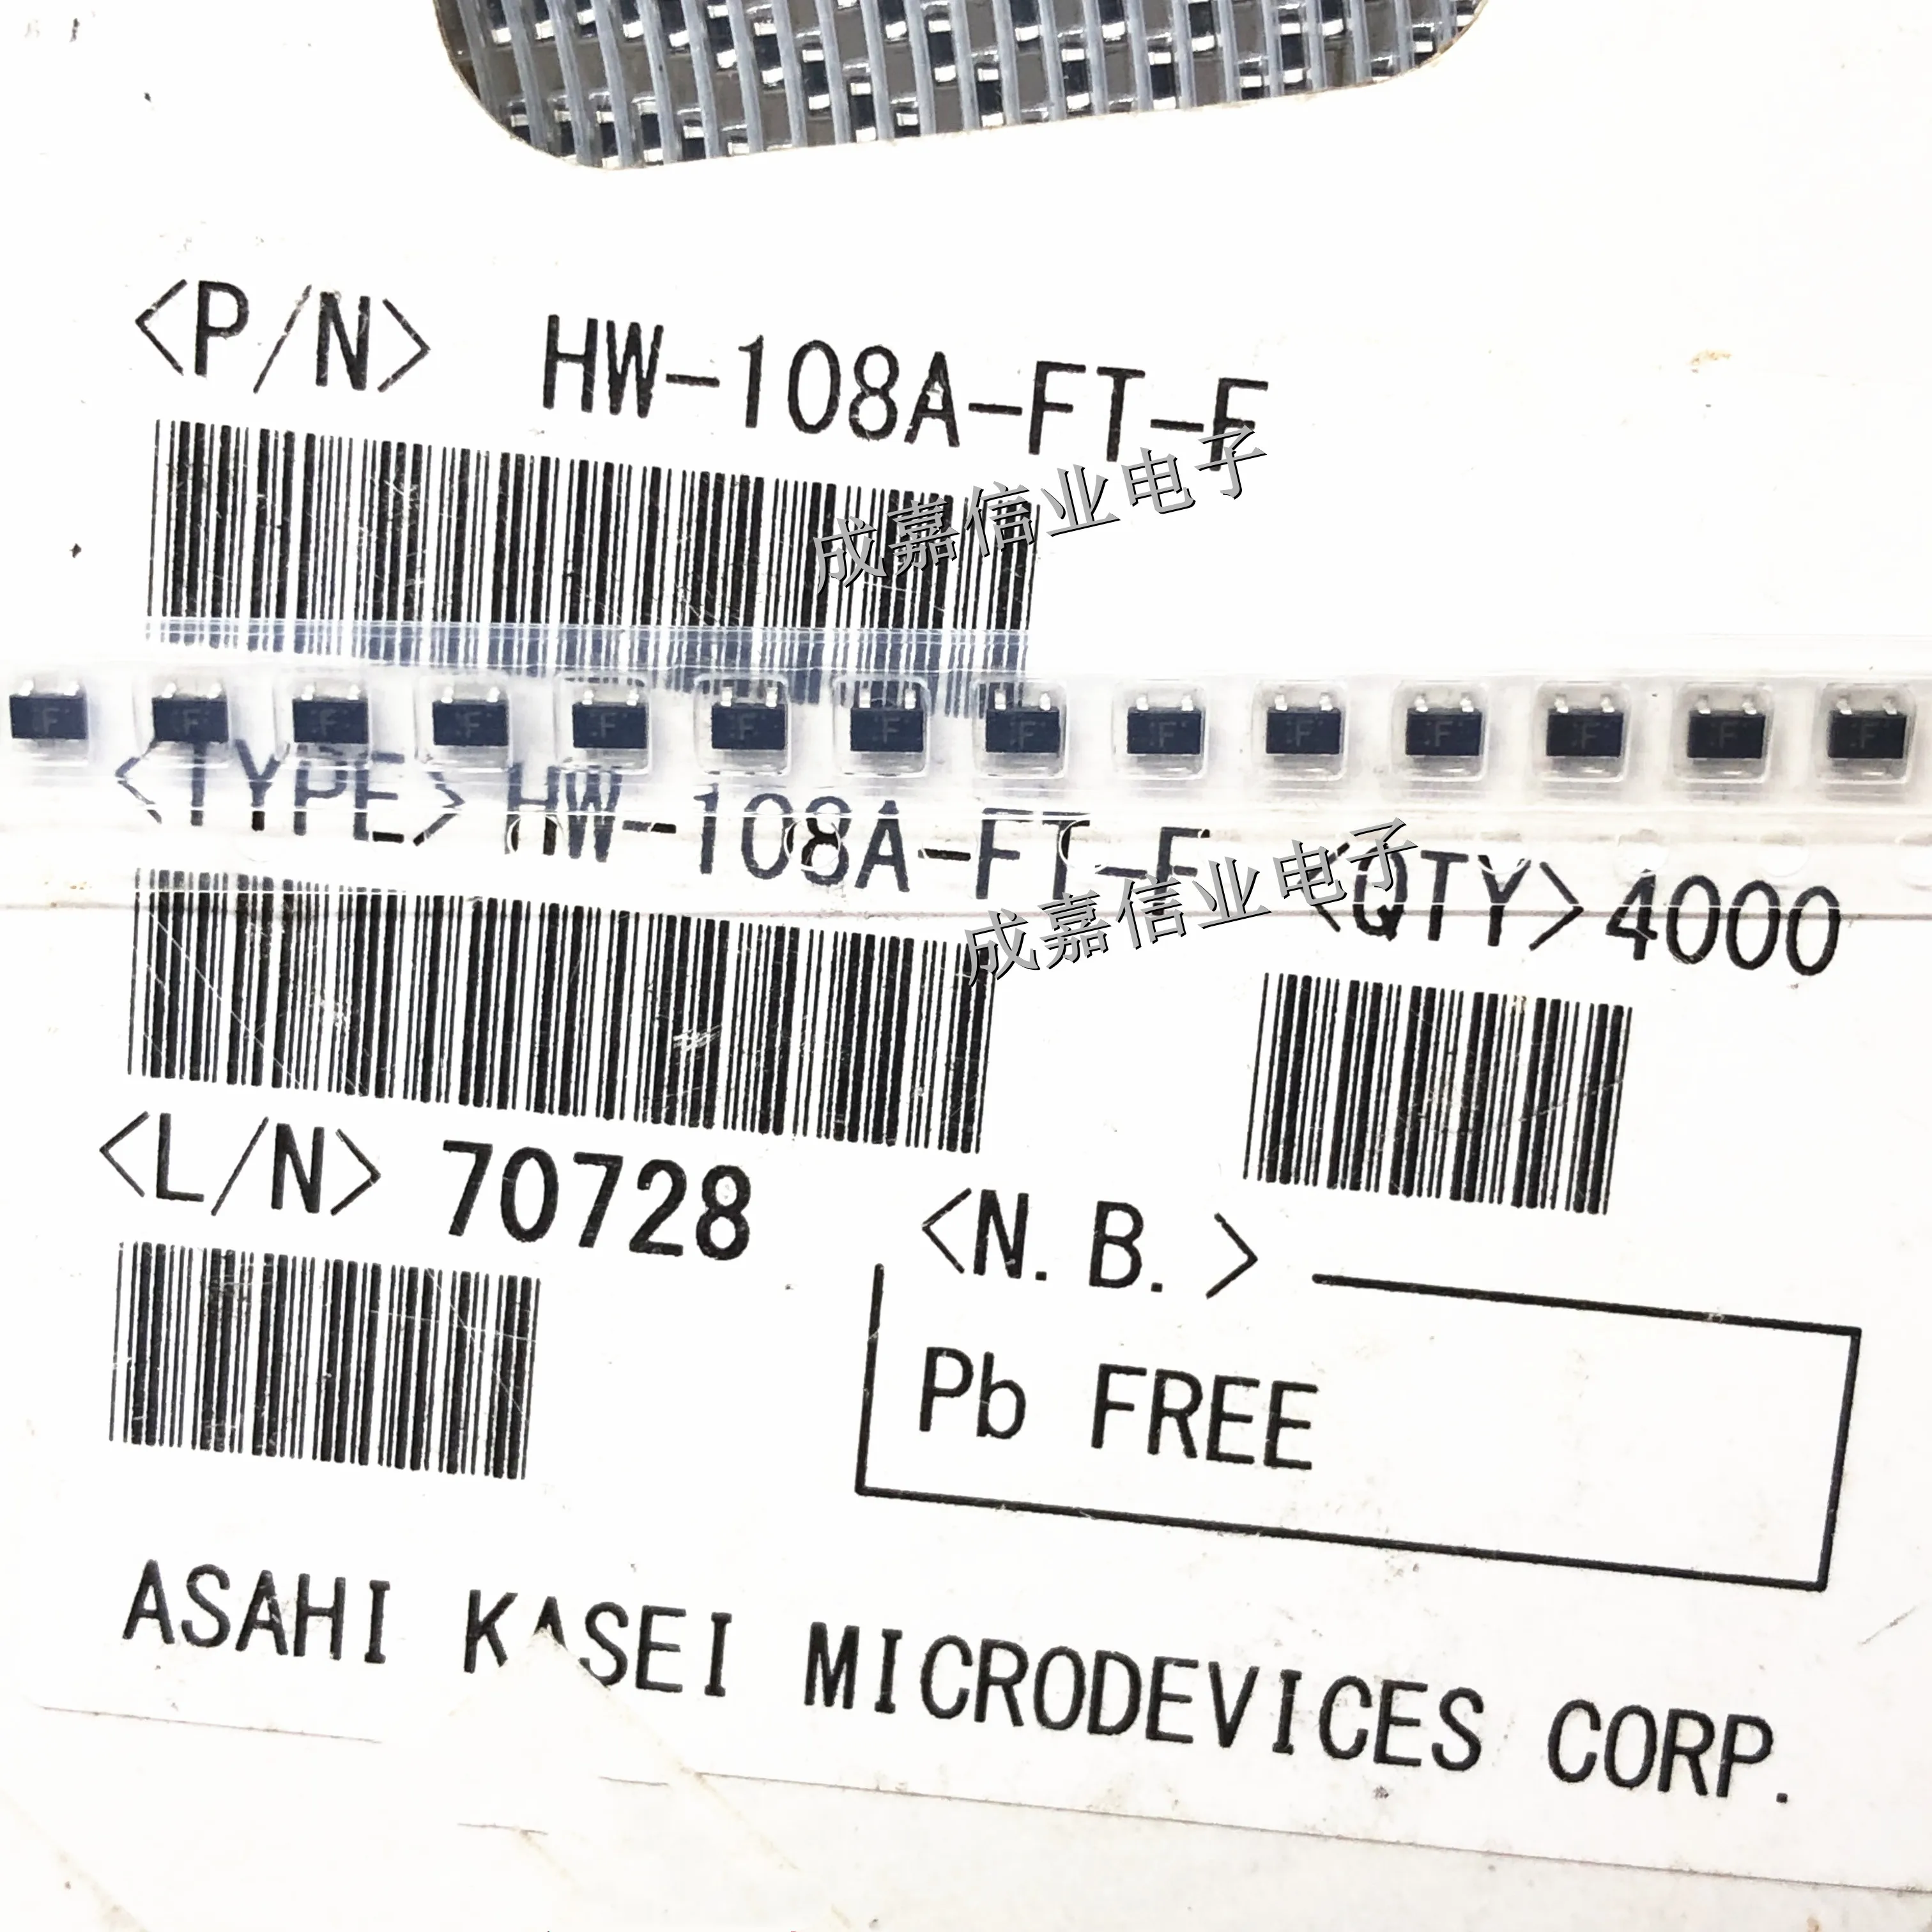 <P/N> HW-108A-FT-F
成嘉信业电子
F F F F F F F F F F F F F F
<TYPE> HW-108A-FT-F <QTY> 4000
成嘉信业电子
<L/N> 70728
<N.B.>
Pb FREE
ASAHI KASEI MICRODEVICES CORP.